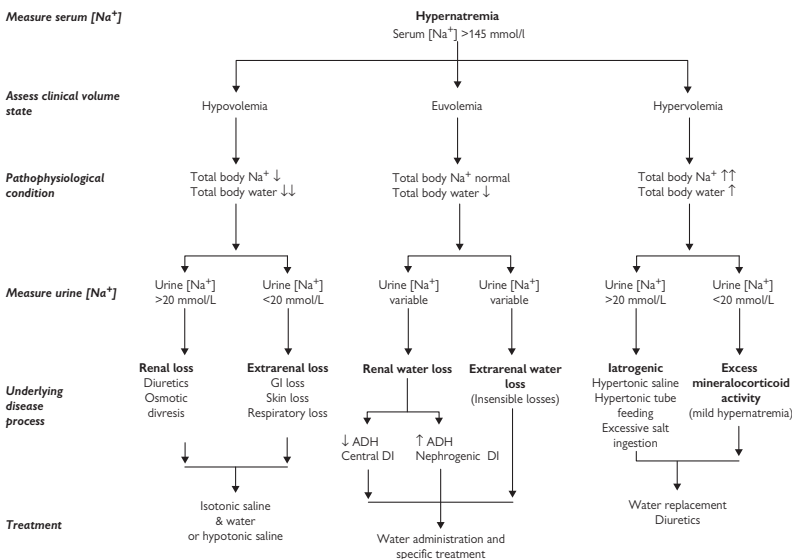 Measure serum [Na⁺]
Hypernatremia
Serum [Na⁺] >145 mmol/l
Assess clinical volume
state
Hypovolemia
Euvolemia
Hypervolemia
Pathophysiological
condition
Total body Na⁺ ↓
Total body water ↓↓
Total body Na⁺ normal
Total body water ↓
Total body Na⁺ ↑↑
Total body water ↑
Measure urine [Na⁺]
Urine [Na⁺]
>20 mmol/L
Urine [Na⁺]
<20 mmol/L
Urine [Na⁺]
variable
Urine [Na⁺]
variable
Urine [Na⁺]
>20 mmol/L
Urine [Na⁺]
<20 mmol/L
Underlying
disease
process
Renal loss
Diuretics
Osmotic
divresis
Extrarenal loss
GI loss
Skin loss
Respiratory loss
Renal water loss
↓ ADH
Central DI
↑ ADH
Nephrogenic DI
Extrarenal water
loss
(Insensible losses)
Iatrogenic
Hypertonic saline
Hypertonic tube
feeding
Excessive salt
ingestion
Excess
mineralocorticoid
activity
(mild hypernatremia)
Treatment
Isotonic saline
& water
or hypotonic saline
Water administration and
specific treatment
Water replacement
Diuretics